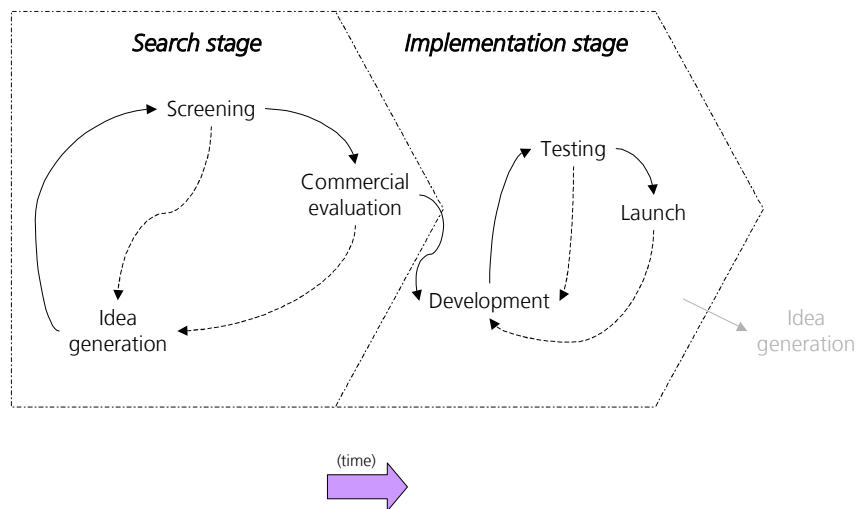 Search stage
Implementation stage
Screening
Commercial
evaluation
Idea
generation
Testing
Launch
Development
Idea
generation
(time)